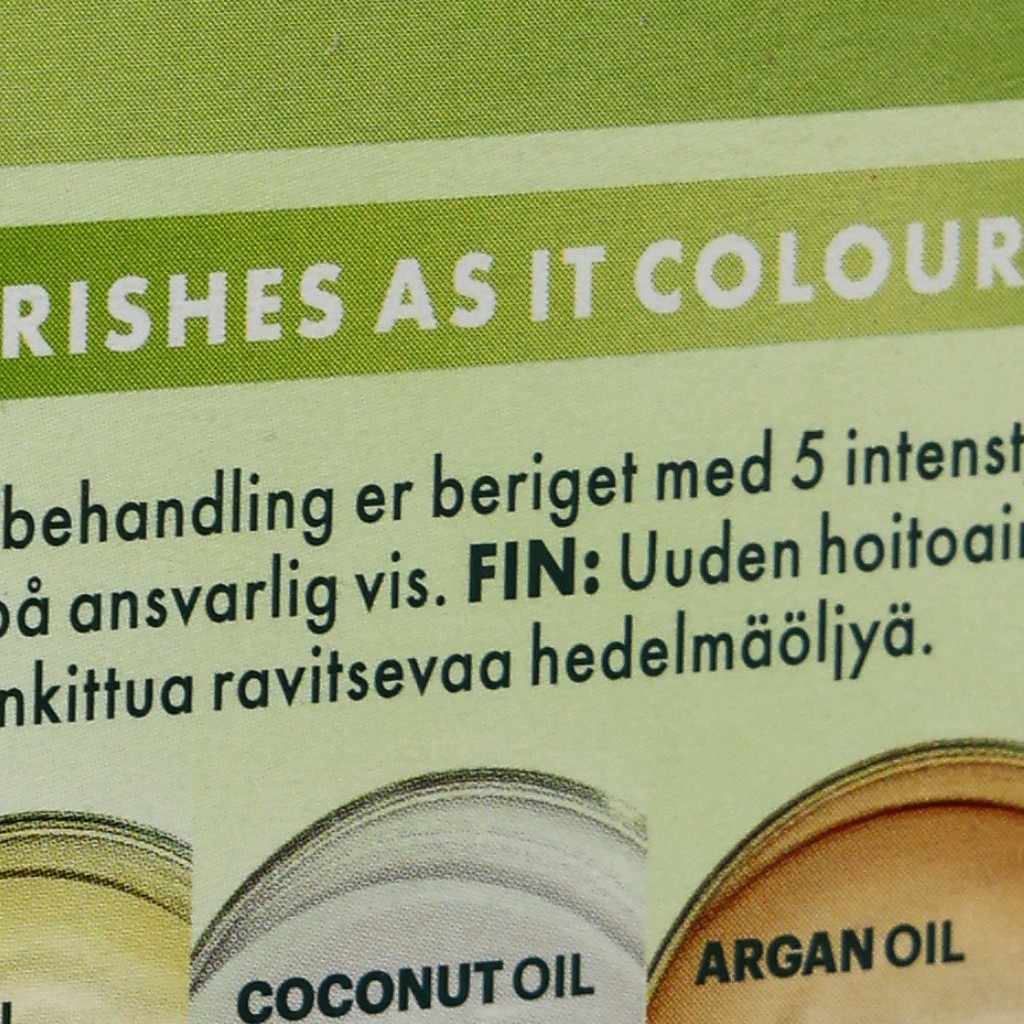 RISHES AS IT COLOUR
behandling er beriget med 5 intenst
på ansvarlig vis. FIN: Uuden hoitoai
nkittua ravitsevaa hedelmäöljyä.
COCONUT OIL
ARGAN OIL